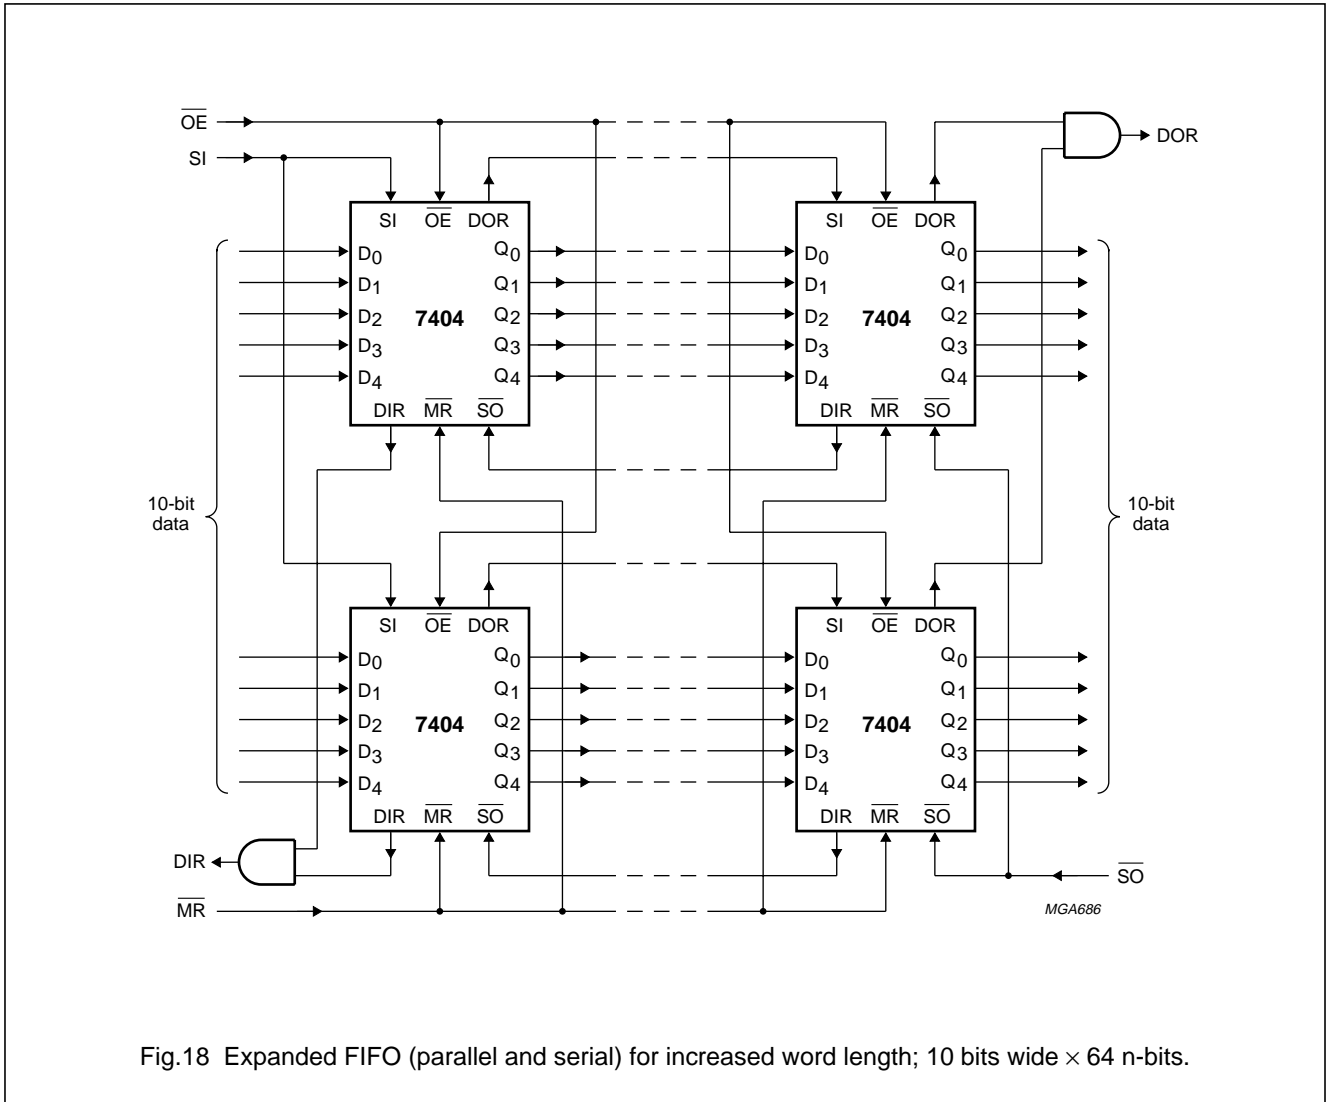 OE
SI
DOR
SI OE DOR
D0 Q0
D1 Q1
D2 7404 Q2
D3 Q3
D4 Q4
DIR MR SO
SI OE DOR
D0 Q0
D1 Q1
D2 7404 Q2
D3 Q3
D4 Q4
DIR MR SO
10-bit
data
10-bit
data
SI OE DOR
D0 Q0
D1 Q1
D2 7404 Q2
D3 Q3
D4 Q4
DIR MR SO
SI OE DOR
D0 Q0
D1 Q1
D2 7404 Q2
D3 Q3
D4 Q4
DIR MR SO
DIR
SO
MR
MGA686
Fig.18 Expanded FIFO (parallel and serial) for increased word length; 10 bits wide × 64 n-bits.